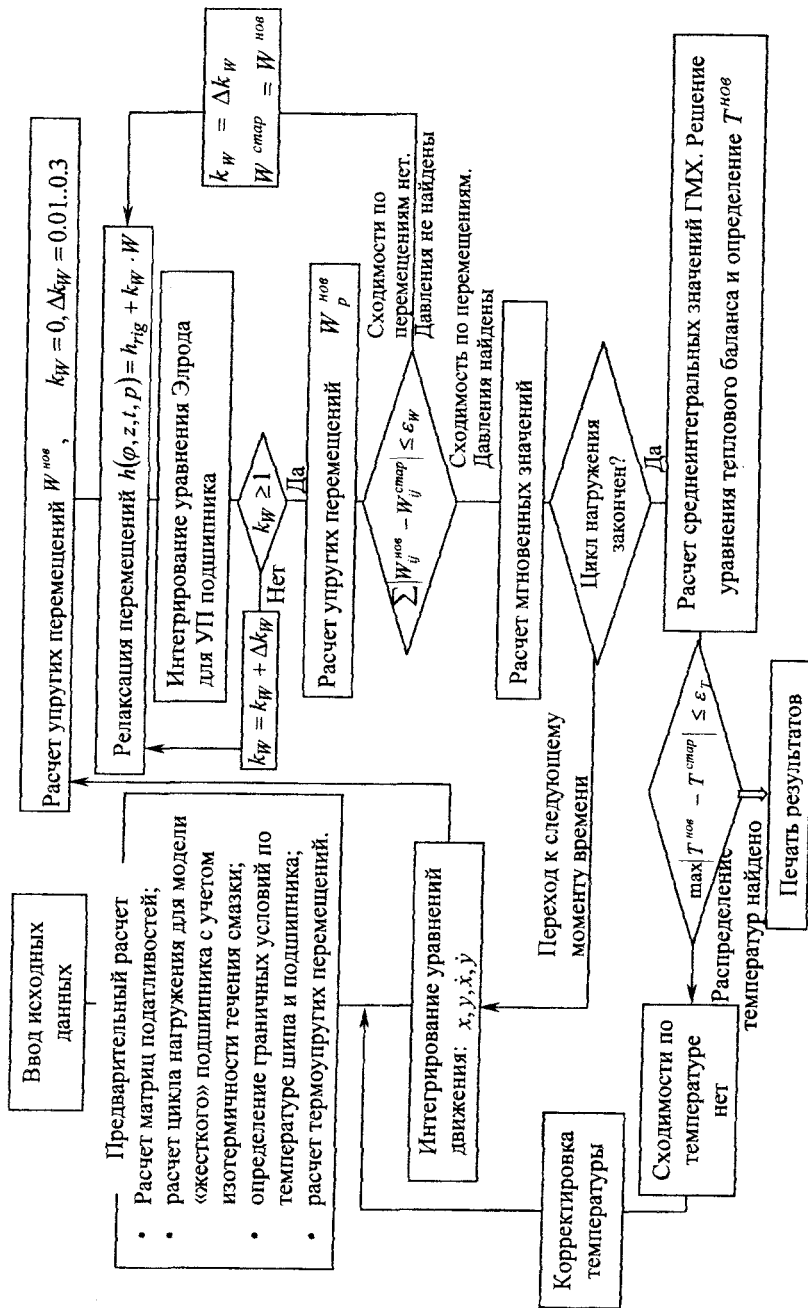 Ввод исходных
данных
Предварительный расчет
• Расчет матриц податливостей;
• расчет цикла нагружения для модели
«жесткого» подшипника с учетом
изотермичности течения смазки;
• определение граничных условий по
температуре шипа и подшипника;
• расчет термоупругих перемещений.
Интегрирование уравнений
движения: x, y, ẋ, ẏ
Расчет упругих перемещений W^{нов}, k_W = 0, Δk_W = 0.01..0.3
Релаксация перемещений h(φ, z, t, p) = h_{rig} + k_W · W
Интегрирование уравнения Элрода
для УП подшипника
k_W ≥ 1
Нет
Да
k_W = k_W + Δk_W
Расчет упругих перемещений W_p^{нов}
∑|W_{ij}^{нов} − W_{ij}^{стар}| ≤ ε_W
Сходимости по
перемещениям нет.
Давления не найдены
k_W = Δk_W
W^{стар} = W^{нов}
Сходимость по перемещениям.
Давления найдены
Расчет мгновенных значений
Цикл нагружения
закончен?
Переход к следующему
моменту времени
Да
Расчет среднеинтегральных значений ГМХ. Решение
уравнения теплового баланса и определение T^{нов}
max|T^{нов} − T^{стар}| ≤ ε_T
Распределение
температур найдено
Печать результатов
Сходимости по
температуре
нет
Корректировка
температуры